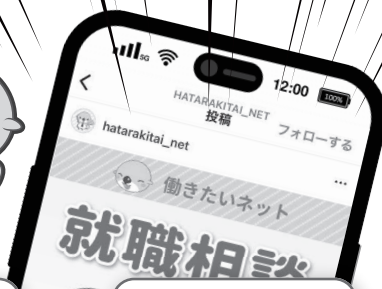 5G
12:00
100%
HATARAKITAI_NET
投稿
フォローする
hatarakitai_net
働きたいネット
就職相談